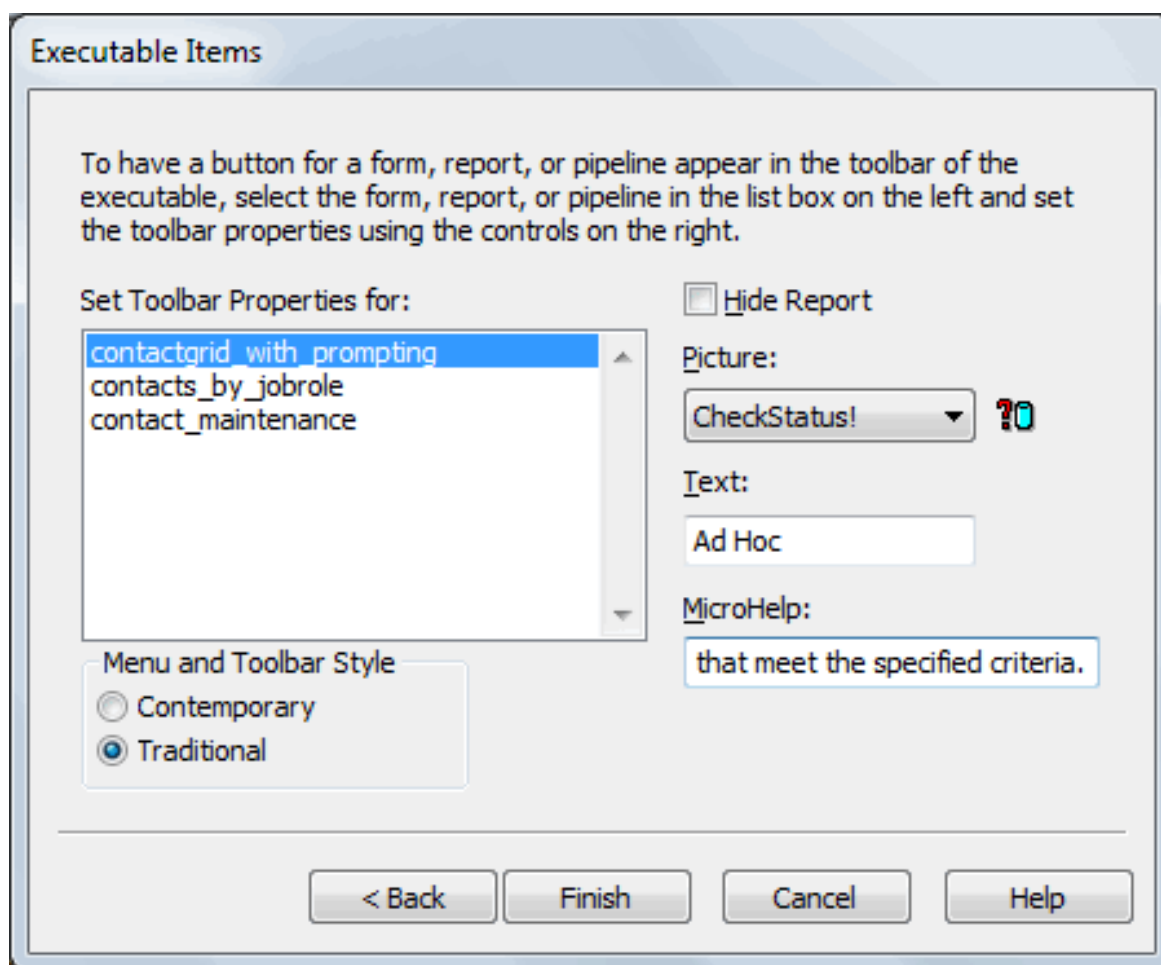 Executable Items
To have a button for a form, report, or pipeline appear in the toolbar of the
executable, select the form, report, or pipeline in the list box on the left and set
the toolbar properties using the controls on the right.
Set Toolbar Properties for:
contactgrid_with_prompting
contacts_by_jobrole
contact_maintenance
Menu and Toolbar Style
Contemporary
Traditional
Hide Report
Picture:
CheckStatus!
Text:
Ad Hoc
MicroHelp:
that meet the specified criteria.
< Back
Finish
Cancel
Help